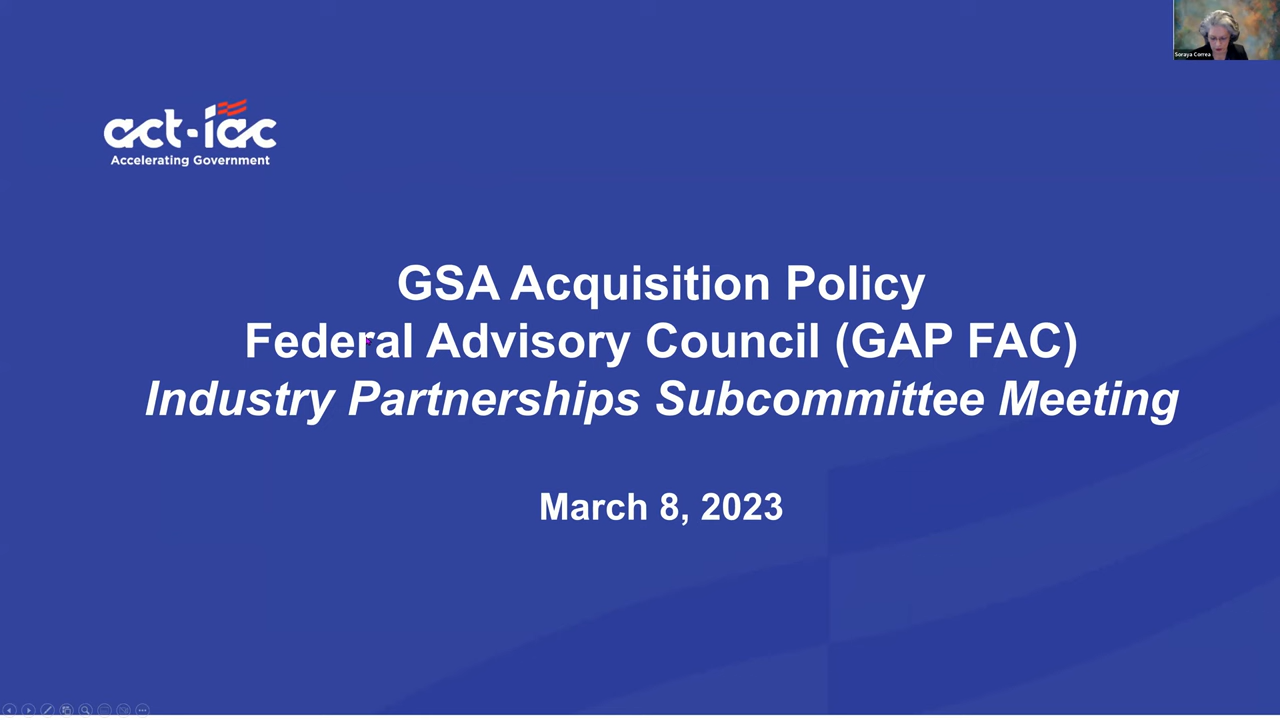 Soraya Correa
act-iac
Accelerating Government
GSA Acquisition Policy
Federal Advisory Council (GAP FAC)
Industry Partnerships Subcommittee Meeting
March 8, 2023